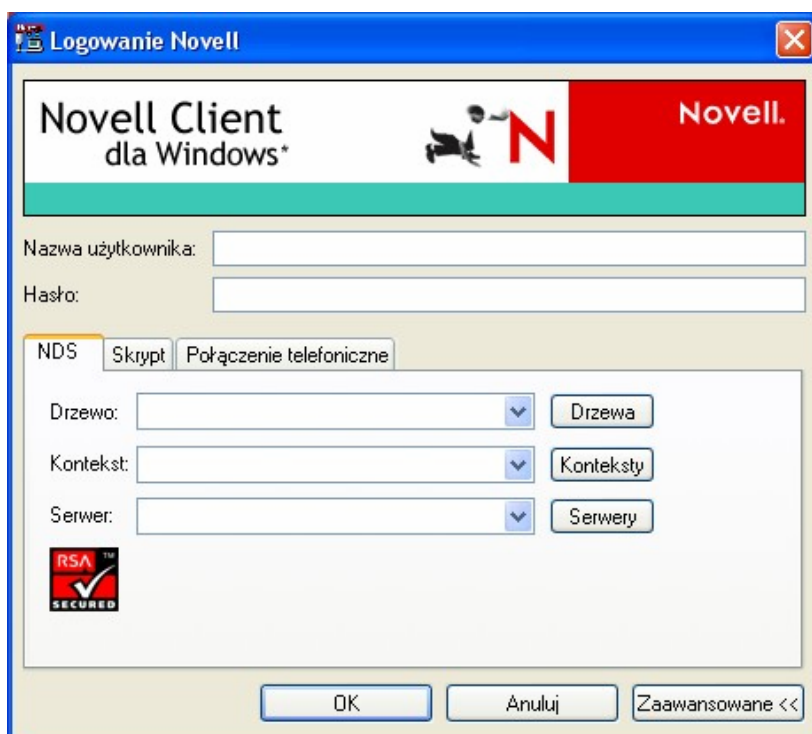 Logowanie Novell
Novell Client
dla Windows*
N
Novell.
Nazwa użytkownika:
Hasło:
NDS Skrypt Połączenie telefoniczne
Drzewo: Drzewa
Kontekst: Konteksty
Serwer: Serwery
RSA ™
SECURED
OK Anuluj Zaawansowane <<